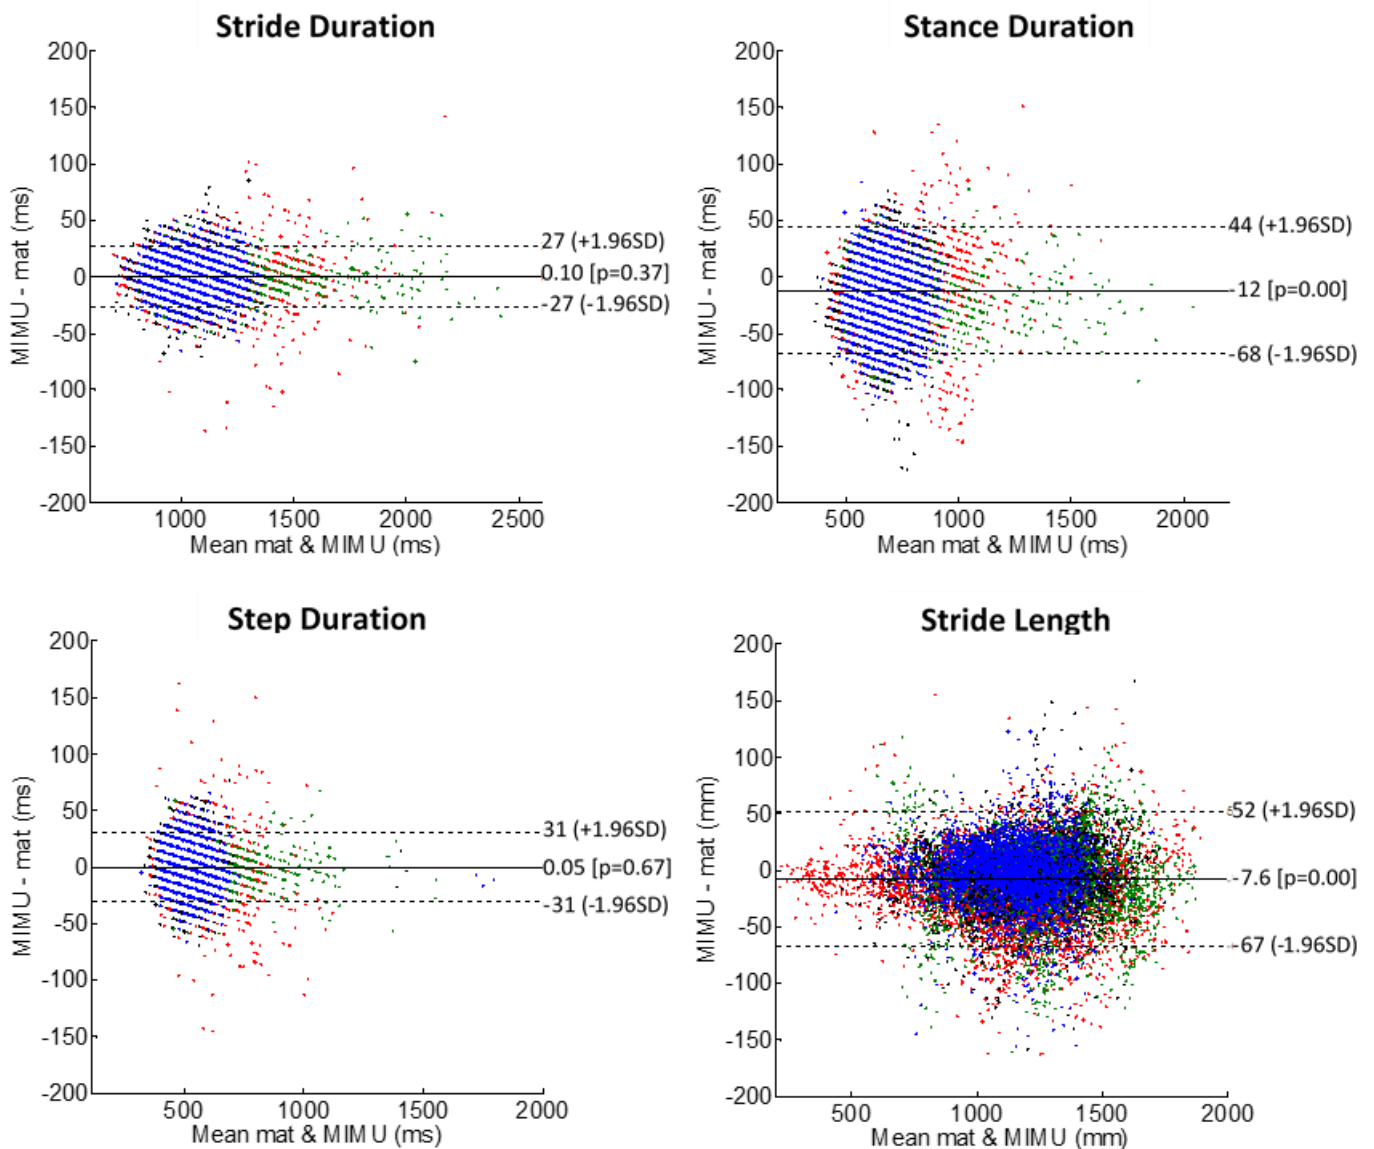 Stride Duration
200
150
100
50
0
-50
-100
-150
-200
MIMU - mat (ms)
27 (+1.96SD)
0.10 [p=0.37]
-27 (-1.96SD)
1000
1500
2000
2500
Mean mat & MIMU (ms)
Stance Duration
200
150
100
50
0
-50
-100
-150
-200
MIMU - mat (ms)
44 (+1.96SD)
-12 [p=0.00]
-68 (-1.96SD)
500
1000
1500
2000
Mean mat & MIMU (ms)
Step Duration
200
150
100
50
0
-50
-100
-150
-200
MIMU - mat (ms)
31 (+1.96SD)
0.05 [p=0.67]
-31 (-1.96SD)
500
1000
1500
2000
Mean mat & MIMU (ms)
Stride Length
200
150
100
50
0
-50
-100
-150
-200
MIMU - mat (mm)
52 (+1.96SD)
-7.6 [p=0.00]
-67 (-1.96SD)
500
1000
1500
2000
Mean mat & MIMU (mm)